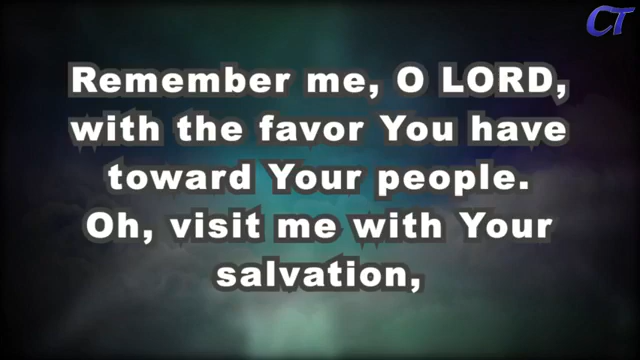 CT
Remember me, O LORD,
with the favor You have
toward Your people.
Oh, visit me with Your
salvation,